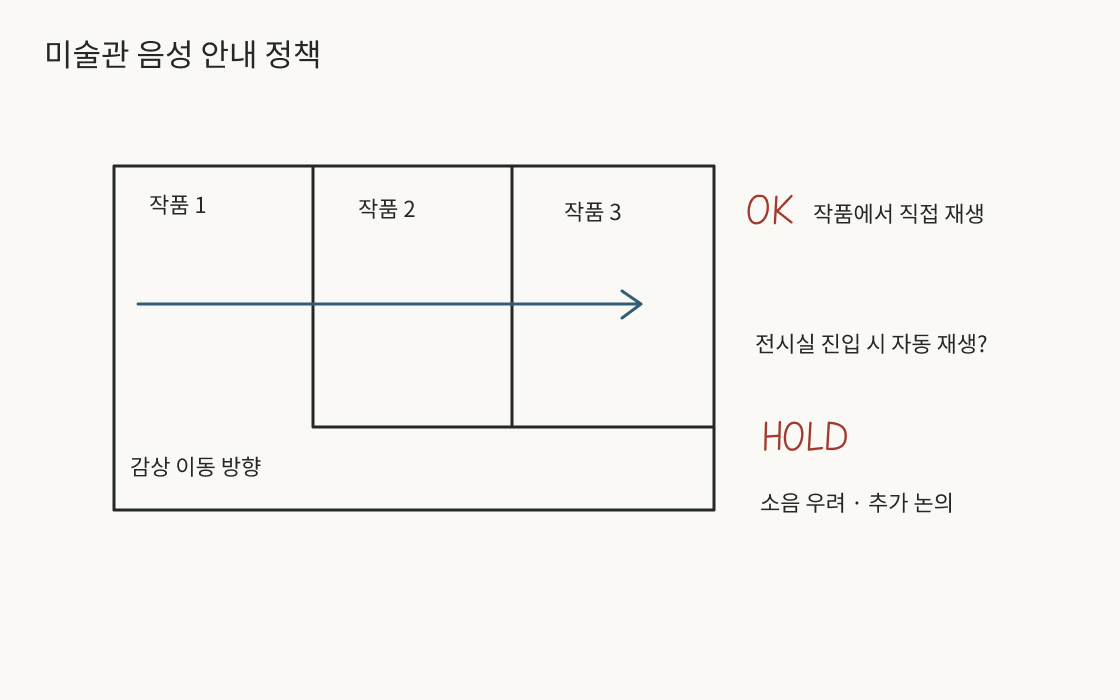 미술관 음성 안내 정책
작품 1
작품 2
작품 3
OK 작품에서 직접 재생
전시실 진입 시 자동 재생?
HOLD
감상 이동 방향
소음 우려 · 추가 논의